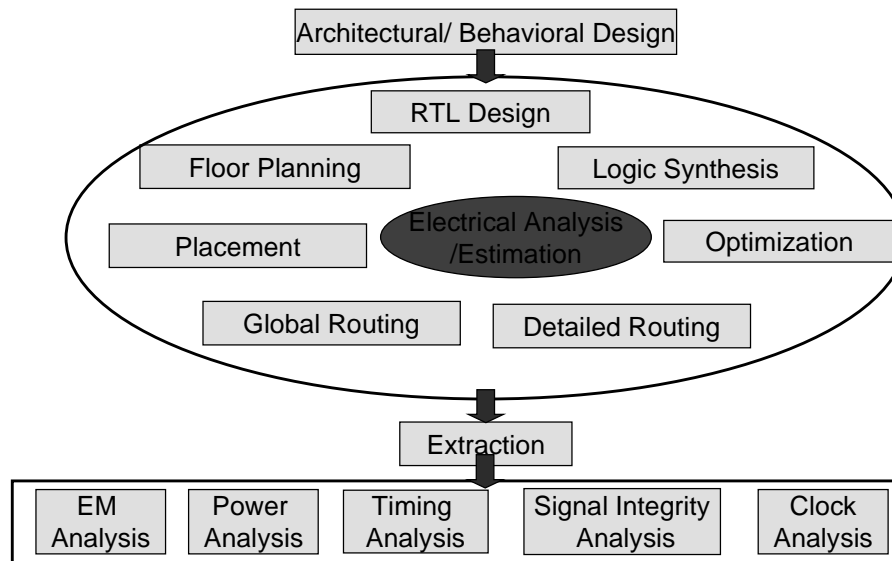 Architectural/ Behavioral Design
RTL Design
Floor Planning
Logic Synthesis
Electrical Analysis
/Estimation
Placement
Optimization
Global Routing
Detailed Routing
Extraction
EM
Analysis
Power
Analysis
Timing
Analysis
Signal Integrity
Analysis
Clock
Analysis